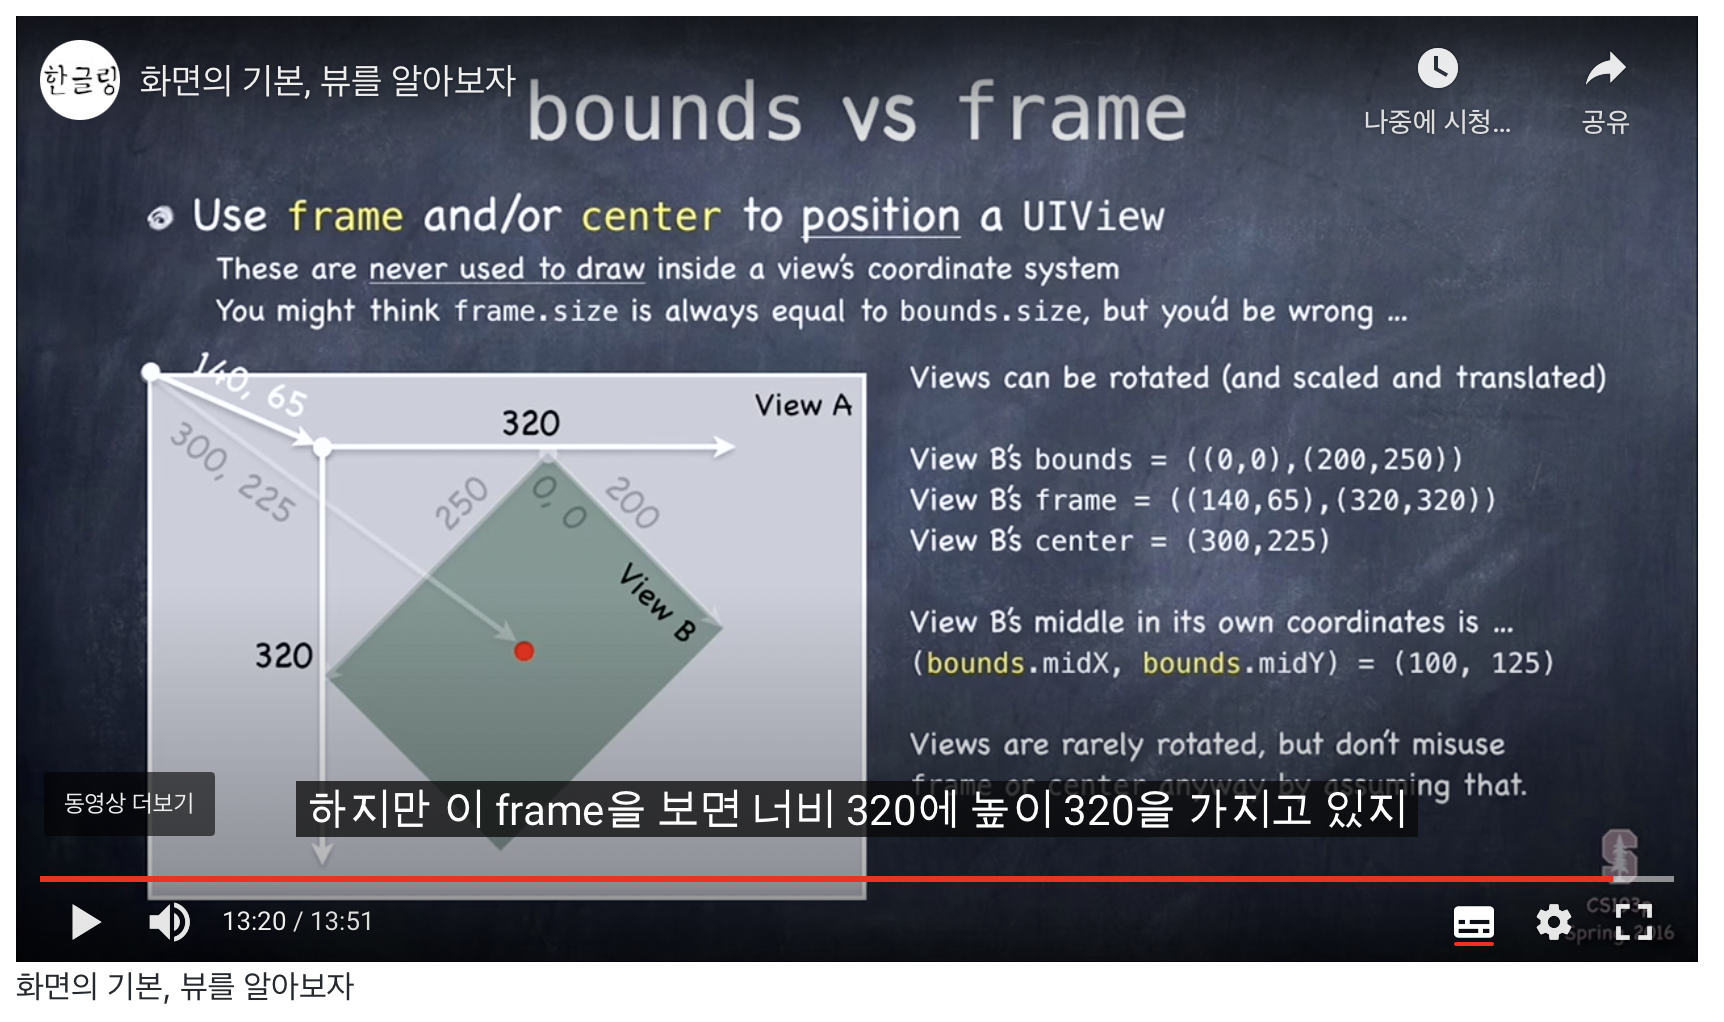 한글링
화면의 기본, 뷰를 알아보자
나중에 시청...
공유
bounds vs frame
Use frame and/or center to position a UIView
These are never used to draw inside a view's coordinate system
You might think frame.size is always equal to bounds.size, but you'd be wrong ...
140, 65
300, 225
320
View A
250
0, 0
200
View B
320
Views can be rotated (and scaled and translated)
View B's bounds = ((0,0),(200,250))
View B's frame = ((140,65),(320,320))
View B's center = (300,225)
View B's middle in its own coordinates is ...
(bounds.midX, bounds.midY) = (100, 125)
Views are rarely rotated, but don't misuse
frame or center anyway by assuming that.
동영상 더보기
하지만 이 frame을 보면 너비 320에 높이 320을 가지고 있지
S
CS193p
Spring 2016
13:20 / 13:51
화면의 기본, 뷰를 알아보자